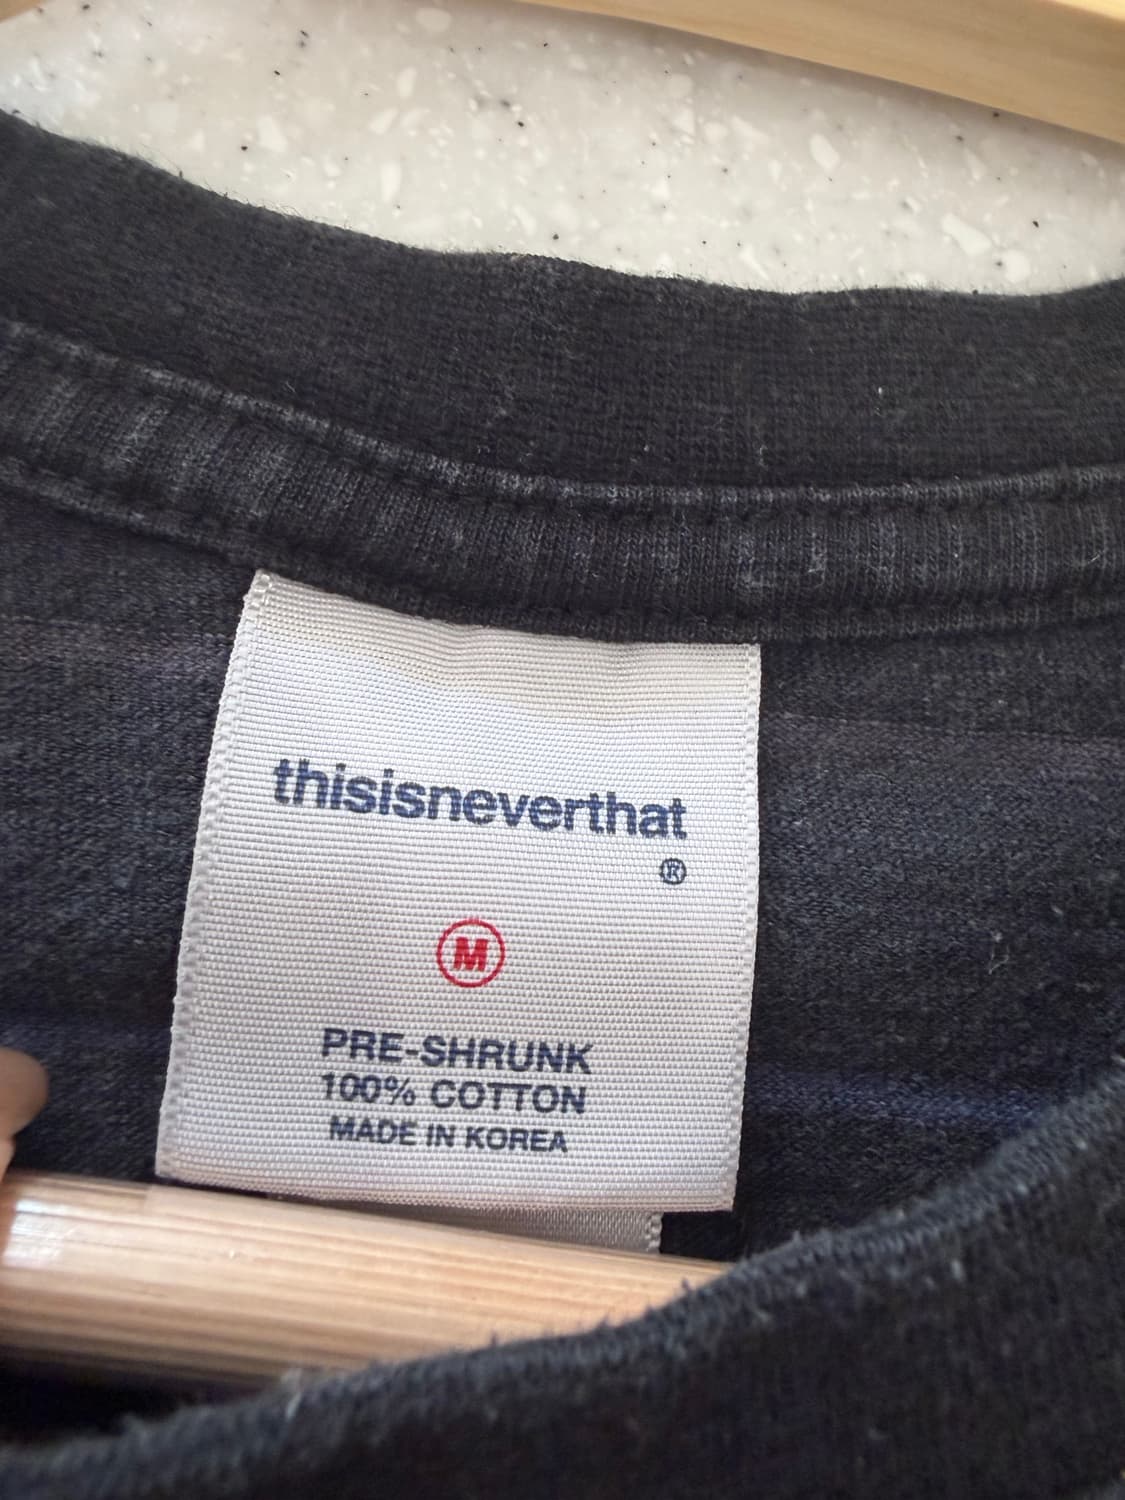 thisisneverthat
®
M
PRE-SHRUNK
100% COTTON
MADE IN KOREA